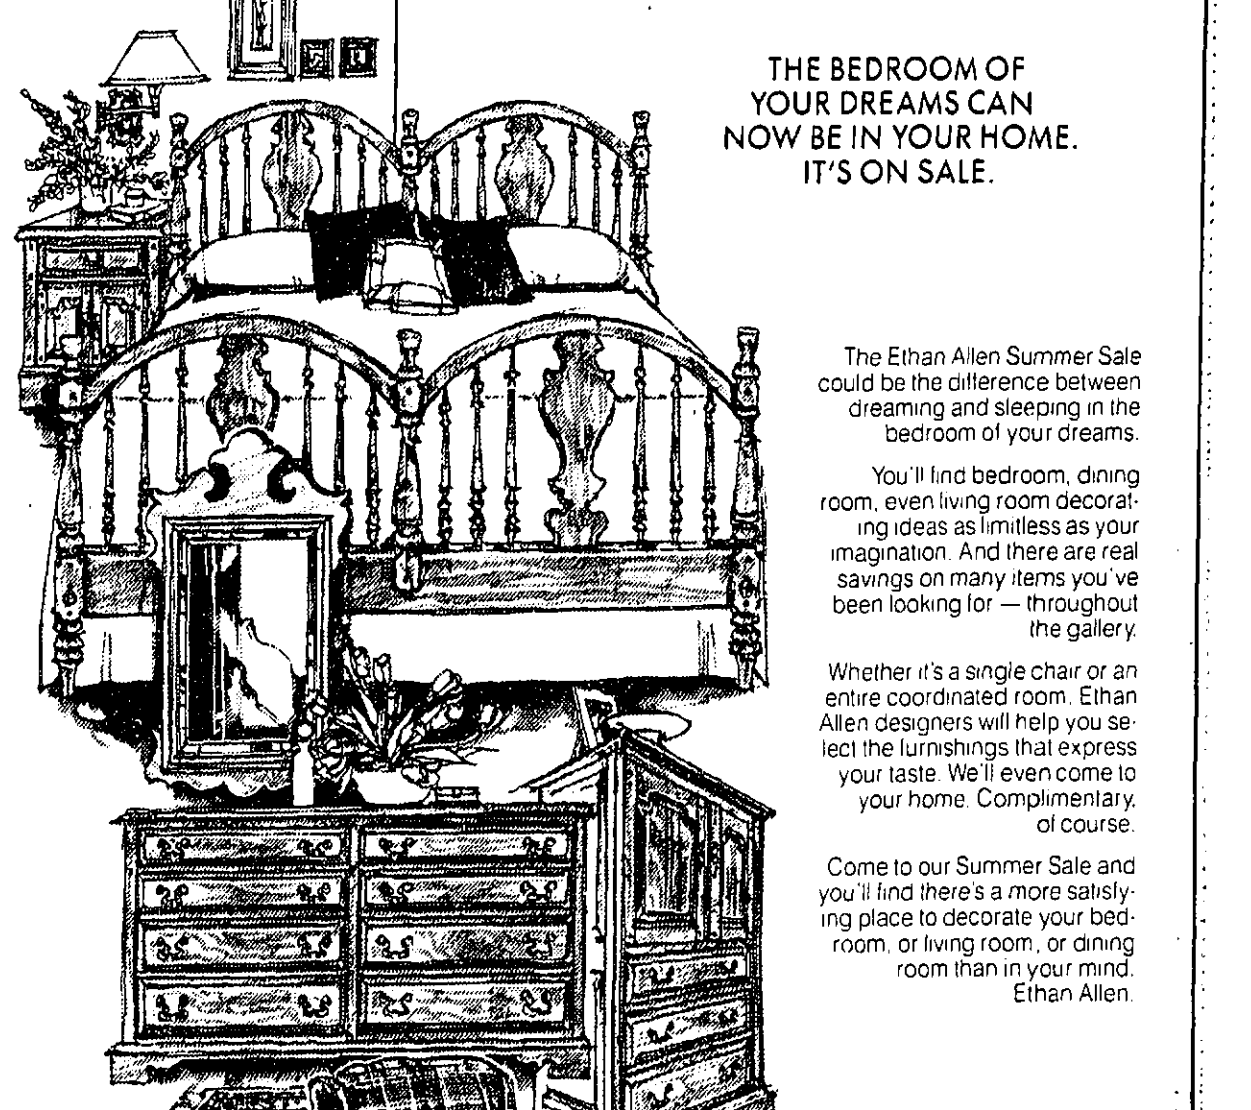 THE BEDROOM OF
YOUR DREAMS CAN
NOW BE IN YOUR HOME.
IT'S ON SALE.
The Ethan Allen Summer Sale
could be the difference between
dreaming and sleeping in the
bedroom of your dreams.
You'll find bedroom, dining
room, even living room decorat-
ing ideas as limitless as your
imagination. And there are real
savings on many items you've
been looking for — throughout
the gallery.
Whether it's a single chair or an
entire coordinated room, Ethan
Allen designers will help you se-
lect the furnishings that express
your taste. We'll even come to
your home. Complimentary,
of course.
Come to our Summer Sale and
you'll find there's a more satisfy-
ing place to decorate your bed-
room, or living room, or dining
room than in your mind.
Ethan Allen.